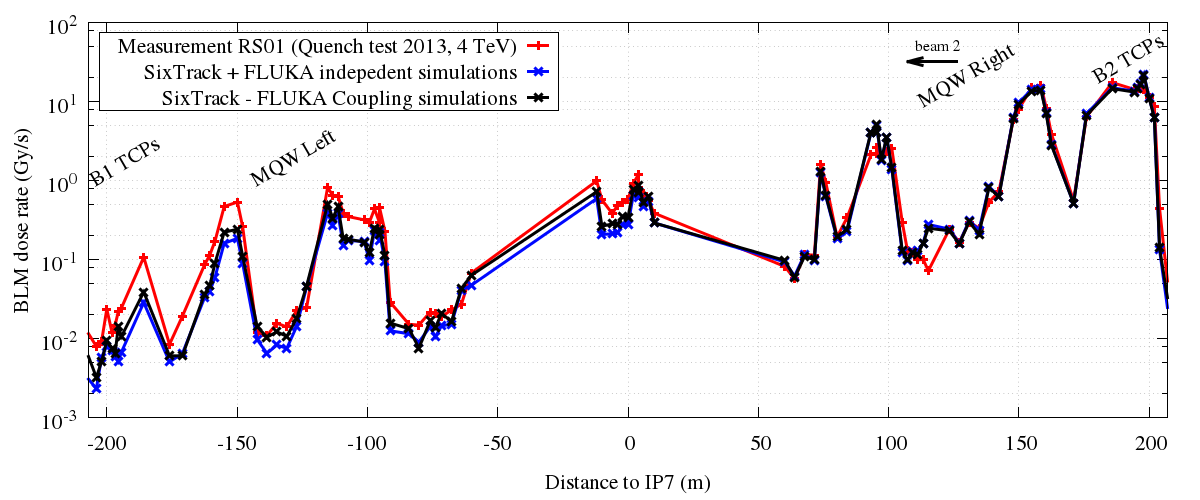 Measurement RS01 (Quench test 2013, 4 TeV)
SixTrack + FLUKA indepedent simulations
SixTrack - FLUKA Coupling simulations
beam 2
B1 TCPs
MQW Left
MQW Right
B2 TCPs
BLM dose rate (Gy/s)
10^2
10^1
10^0
10^-1
10^-2
10^-3
-200 -150 -100 -50 0 50 100 150 200
Distance to IP7 (m)